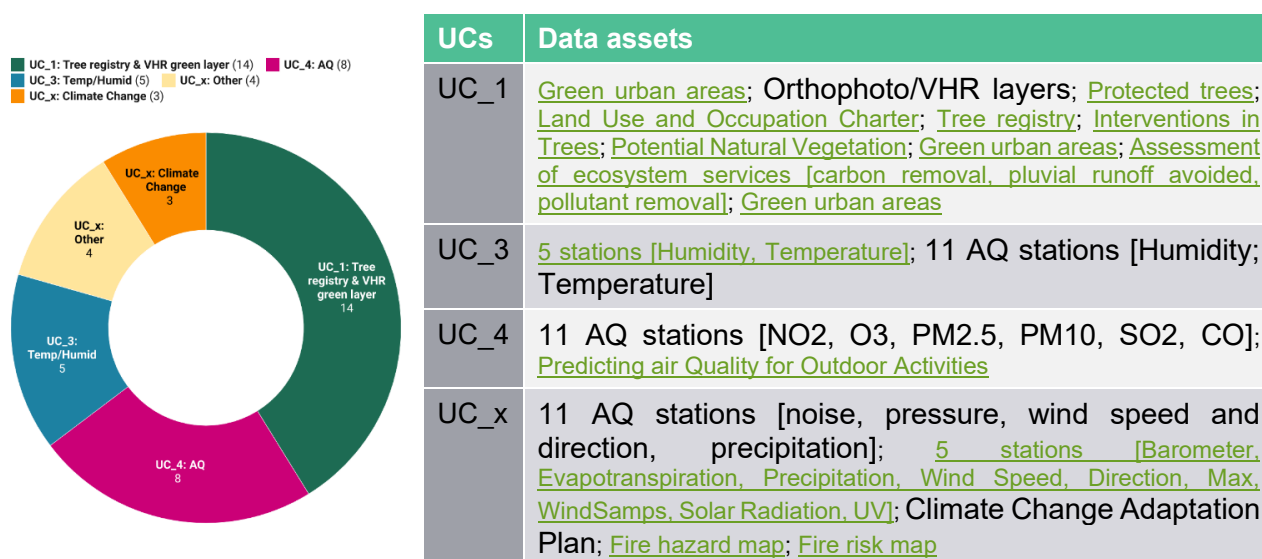 UC_1: Tree registry & VHR green layer (14) UC_4: AQ (8)
UC_3: Temp/Humid (5) UC_x: Other (4)
UC_x: Climate Change (3)
UC_x: Climate
Change
3
UC_x:
Other
4
UC_1: Tree
registry & VHR
green layer
14
UC_3:
Temp/Humid
5
UC_4: AQ
8
UCs Data assets
UC_1 Green urban areas; Orthophoto/VHR layers; Protected trees;
Land Use and Occupation Charter; Tree registry; Interventions in
Trees; Potential Natural Vegetation; Green urban areas; Assessment
of ecosystem services [carbon removal, pluvial runoff avoided,
pollutant removal]; Green urban areas
UC_3 5 stations [Humidity, Temperature]; 11 AQ stations [Humidity;
Temperature]
UC_4 11 AQ stations [NO2, O3, PM2.5, PM10, SO2, CO];
Predicting air Quality for Outdoor Activities
UC_x 11 AQ stations [noise, pressure, wind speed and
direction, precipitation]; 5 stations [Barometer,
Evapotranspiration, Precipitation, Wind Speed, Direction, Max,
WindSamps, Solar Radiation, UV]; Climate Change Adaptation
Plan; Fire hazard map; Fire risk map